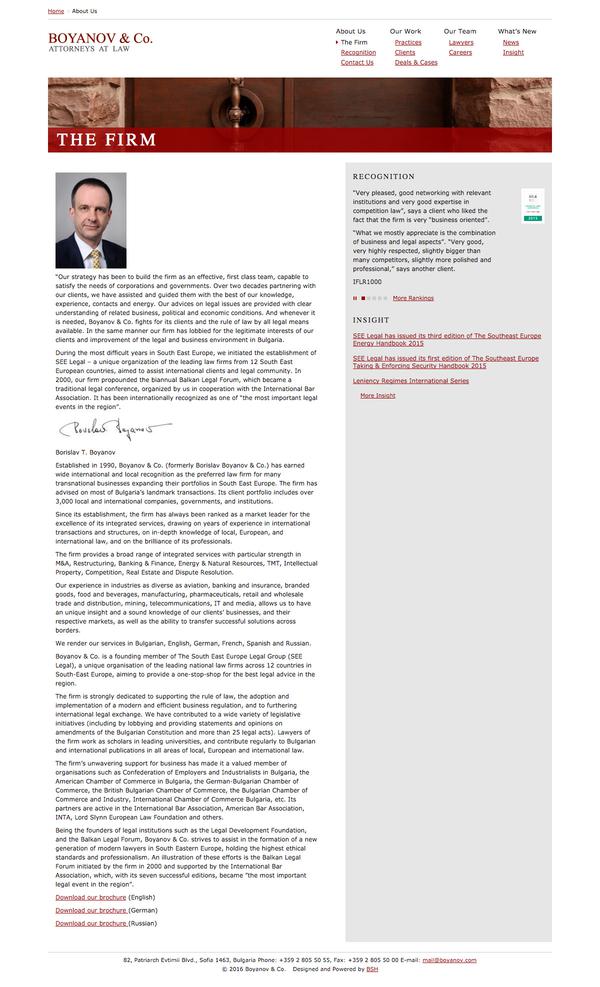 Home > About Us
BOYANOV & Co.
ATTORNEYS AT LAW
About Us
The Firm
Recognition
Contact Us
Our Work
Practices
Clients
Deals & Cases
Our Team
Lawyers
Careers
What's New
News
Insight
THE FIRM
"Our strategy has been to build the firm as an effective, first class team, capable to
satisfy the needs of corporations and governments. Over two decades partnering with
our clients, we have assisted and guided them with the best of our knowledge,
experience, contacts and energy. Our advices on legal issues are provided with clear
understanding of related business, political and economic conditions. And whenever it
is needed, Boyanov & Co. fights for its clients and the rule of law by all legal means
available. In the same manner our firm has lobbied for the legitimate interests of our
clients and improvement of the legal and business environment in Bulgaria.
During the most difficult years in South East Europe, we initiated the establishment of
SEE Legal – a unique organization of the leading law firms from 12 South East
European countries, aimed to assist international clients and legal community. In
2000, our firm propounded the biannual Balkan Legal Forum, which became a
traditional legal conference, organized by us in cooperation with the International Bar
Association. It has been internationally recognized as one of "the most important legal
events in the region".
Borislav Boyanov
Borislav T. Boyanov
Established in 1990, Boyanov & Co. (formerly Borislav Boyanov & Co.) has earned
wide international and local recognition as the preferred law firm for many
transnational businesses expanding their portfolios in South East Europe. The firm has
advised on most of Bulgaria's landmark transactions. Its client portfolio includes over
3,000 local and international companies, governments, and institutions.
Since its establishment, the firm has always been ranked as a market leader for the
excellence of its integrated services, drawing on years of experience in international
transactions and structures, on in-depth knowledge of local, European, and
international law, and on the brilliance of its professionals.
The firm provides a broad range of integrated services with particular strength in
M&A, Restructuring, Banking & Finance, Energy & Natural Resources, TMT, Intellectual
Property, Competition, Real Estate and Dispute Resolution.
Our experience in industries as diverse as aviation, banking and insurance, branded
goods, food and beverages, manufacturing, pharmaceuticals, retail and wholesale
trade and distribution, mining, telecommunications, IT and media, allows us to have
an unique insight and a sound knowledge of our clients' businesses, and their
respective markets, as well as the ability to transfer successful solutions across
borders.
We render our services in Bulgarian, English, German, French, Spanish and Russian.
Boyanov & Co. is a founding member of The South East Europe Legal Group (SEE
Legal), a unique organisation of the leading national law firms across 12 countries in
South-East Europe, aiming to provide a one-stop-shop for the best legal advice in the
region.
The firm is strongly dedicated to supporting the rule of law, the adoption and
implementation of a modern and efficient business regulation, and to furthering
international legal exchange. We have contributed to a wide variety of legislative
initiatives (including by lobbying and providing statements and opinions on
amendments of the Bulgarian Constitution and more than 25 legal acts). Lawyers of
the firm work as scholars in leading universities, and contribute regularly to Bulgarian
and international publications in all areas of local, European and international law.
The firm's unwavering support for business has made it a valued member of
organisations such as Confederation of Employers and Industrialists in Bulgaria, the
American Chamber of Commerce in Bulgaria, the German-Bulgarian Chamber of
Commerce, the British Bulgarian Chamber of Commerce, the Bulgarian Chamber of
Commerce and Industry, International Chamber of Commerce Bulgaria, etc. Its
partners are active in the International Bar Association, American Bar Association,
INTA, Lord Slynn European Law Foundation and others.
Being the founders of legal institutions such as the Legal Development Foundation,
and the Balkan Legal Forum, Boyanov & Co. strives to assist in the formation of a new
generation of modern lawyers in South Eastern Europe, holding the highest ethical
standards and professionalism. An illustration of these efforts is the Balkan Legal
Forum initiated by the firm in 2000 and supported by the International Bar
Association, which, with its seven successful editions, became "the most important
legal event in the region".
Download our brochure (English)
Download our brochure (German)
Download our brochure (Russian)
RECOGNITION
"Very pleased, good networking with relevant
institutions and very good expertise in
competition law", says a client who liked the
fact that the firm is very "business oriented".
"What we mostly appreciate is the combination
of business and legal aspects". "Very good,
very highly respected, slightly bigger than
many competitors, slightly more polished and
professional," says another client.
IFLR1000
2015
More Rankings
INSIGHT
SEE Legal has issued its third edition of The Southeast Europe
Energy Handbook 2015
SEE Legal has issued its first edition of The Southeast Europe
Taking & Enforcing Security Handbook 2015
Leniency Regimes International Series
More Insight
82, Patriarch Evtimii Blvd., Sofia 1463, Bulgaria Phone: +359 2 805 50 55, Fax: +359 2 805 50 00 E-mail: mail@boyanov.com
© 2016 Boyanov & Co. Designed and Powered by BSH